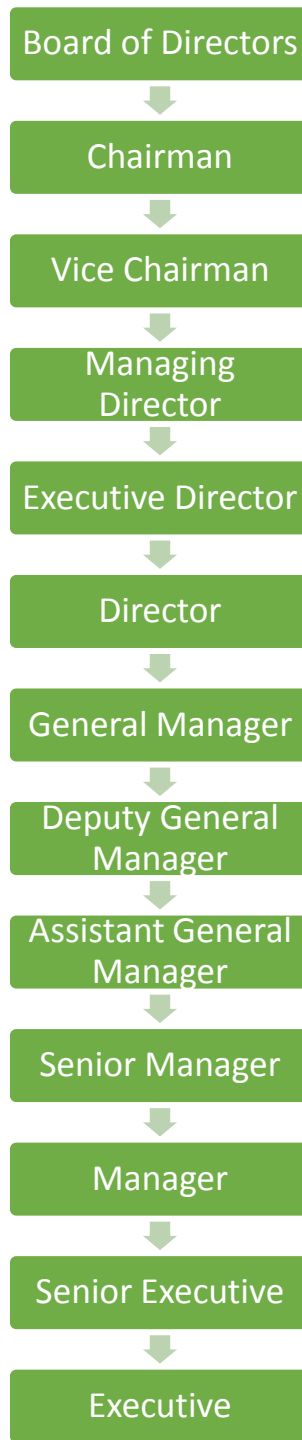 Board of Directors
Chairman
Vice Chairman
Managing
Director
Executive Director
Director
General Manager
Deputy General
Manager
Assistant General
Manager
Senior Manager
Manager
Senior Executive
Executive